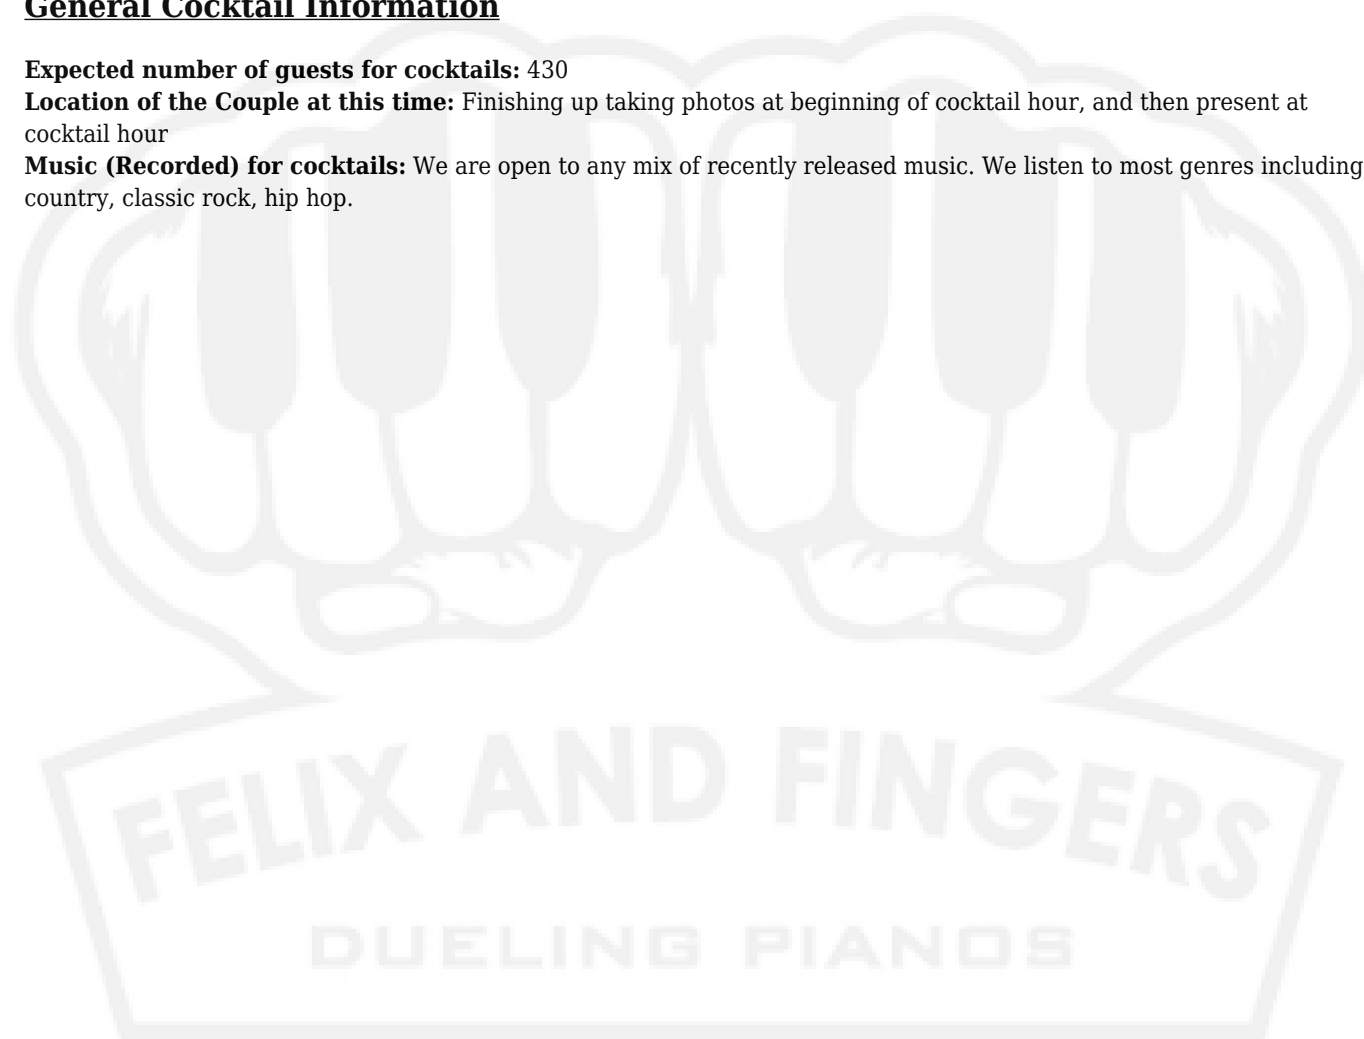 General Cocktail Information
Expected number of guests for cocktails: 430
Location of the Couple at this time: Finishing up taking photos at beginning of cocktail hour, and then present at
cocktail hour
Music (Recorded) for cocktails: We are open to any mix of recently released music. We listen to most genres including
country, classic rock, hip hop.
FELIX AND FINGERS
DUELING PIANOS